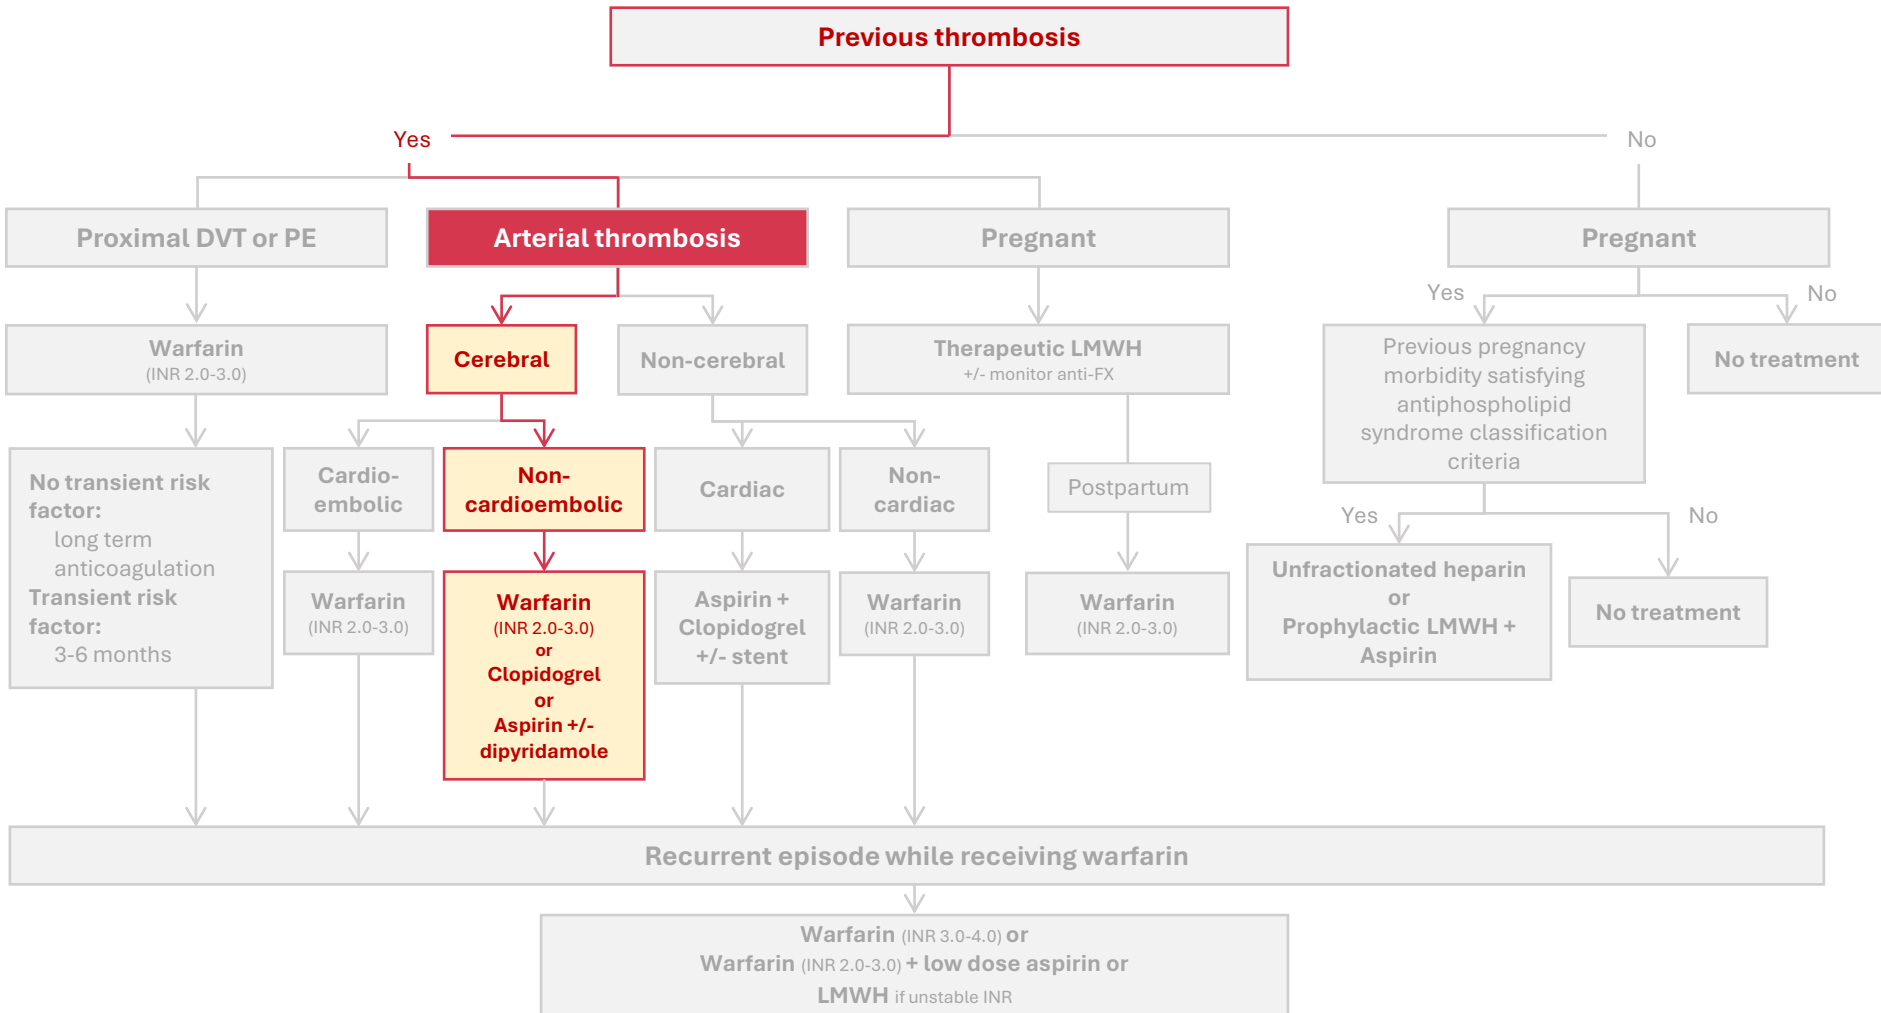 Previous thrombosis
Yes
No
Proximal DVT or PE
Arterial thrombosis
Pregnant
Pregnant
Yes
No
Warfarin
(INR 2.0-3.0)
Cerebral
Non-cerebral
Therapeutic LMWH
+/- monitor anti-FX
Previous pregnancy
morbidity satisfying
antiphospholipid
syndrome classification
criteria
No treatment
No transient risk
factor:
long term
anticoagulation
Transient risk
factor:
3-6 months
Cardio-
embolic
Non-
cardioembolic
Cardiac
Non-
cardiac
Postpartum
Yes
No
Warfarin
(INR 2.0-3.0)
Warfarin
(INR 2.0-3.0)
or
Clopidogrel
or
Aspirin +/-
dipyridamole
Aspirin +
Clopidogrel
+/- stent
Warfarin
(INR 2.0-3.0)
Warfarin
(INR 2.0-3.0)
Unfractionated heparin
or
Prophylactic LMWH +
Aspirin
No treatment
Recurrent episode while receiving warfarin
Warfarin (INR 3.0-4.0) or
Warfarin (INR 2.0-3.0) + low dose aspirin or
LMWH if unstable INR